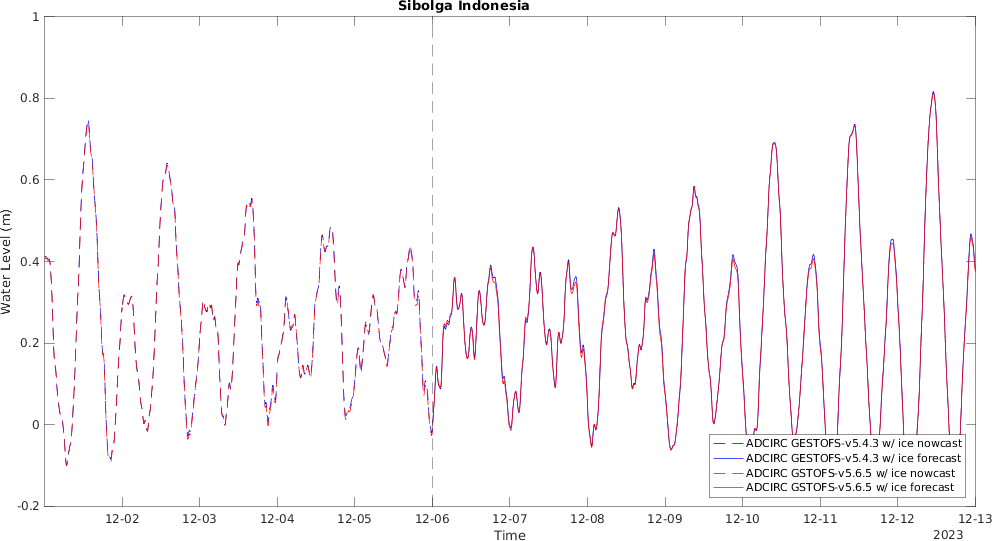 Sibolga Indonesia
1
0.8
0.6
0.4
0.2
0
-0.2
Water Level (m)
12-02 12-03 12-04 12-05 12-06 12-07 12-08 12-09 12-10 12-11 12-12 12-13
Time
2023
ADCIRC GESTOFS-v5.4.3 w/ ice nowcast
ADCIRC GESTOFS-v5.4.3 w/ ice forecast
ADCIRC GSTOFS-v5.6.5 w/ ice nowcast
ADCIRC GSTOFS-v5.6.5 w/ ice forecast